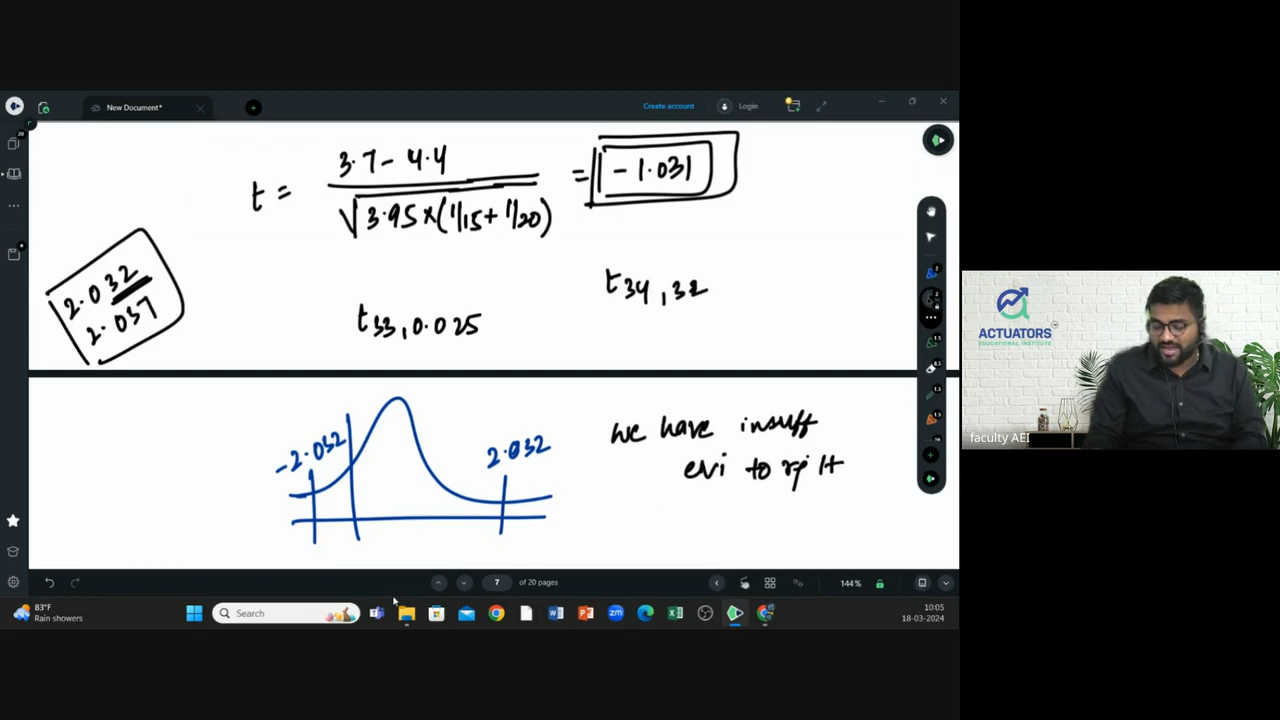 New Document*
Create account
Login
t = 3.7 - 4.4 / √3.95 × (1/15 + 1/20) = - 1.031
2.032
2.037
t34, 32
t33, 0.025
-2.032
2.032
we have insuff
evi to rej H
7 of 20 pages
144%
83°F
Rain showers
Search
10:05
18-03-2024
ACTUATORS
EDUCATIONAL INSTITUTE
faculty AEI